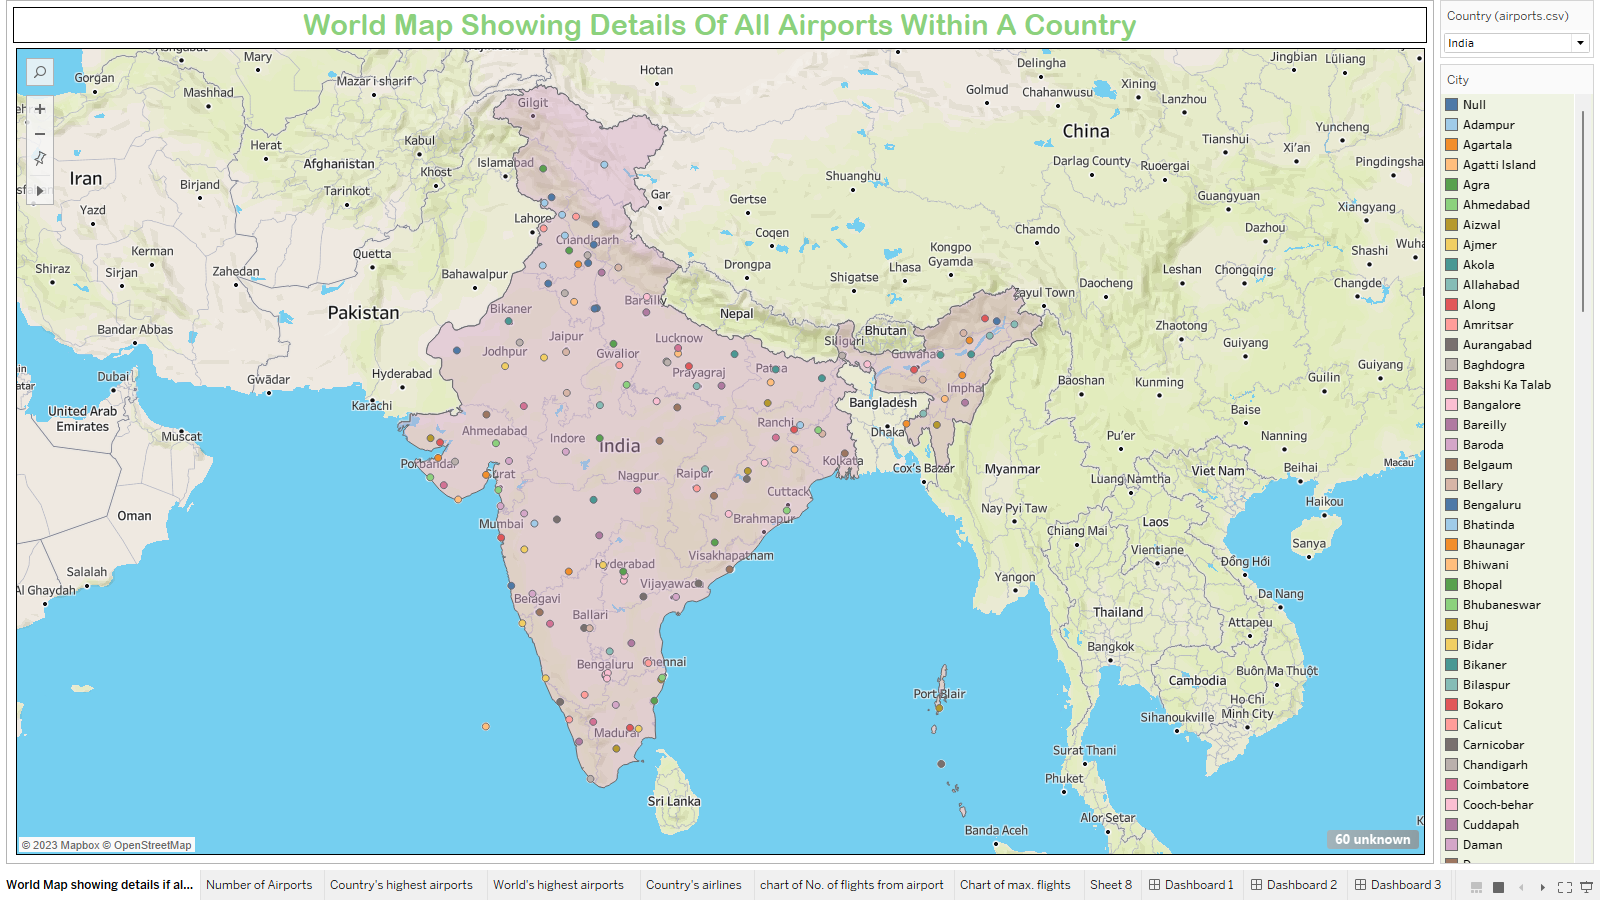 World Map Showing Details Of All Airports Within A Country
Country (airports.csv)
India
City
Null
Adampur
Agartala
Agatti Island
Agra
Ahmedabad
Aizwal
Ajmer
Akola
Allahabad
Along
Amritsar
Aurangabad
Baghdogra
Bakshi Ka Talab
Bangalore
Bareilly
Baroda
Belgaum
Bellary
Bengaluru
Bhatinda
Bhaunagar
Bhiwani
Bhopal
Bhubaneswar
Bhuj
Bidar
Bikaner
Bilaspur
Bokaro
Calicut
Carnicobar
Chandigarh
Coimbatore
Cooch-behar
Cuddapah
Daman
Gorgan
Mary
Mashhad
Mazar i sharif
Hotan
Delingha
Golmud
Chahanwusu
Xining
Lanzhou
Jingbian
Lüliang
Gilgit
Herat
Kabul
Afghanistan
Islamabad
Khost
Tarinkot
China
Tianshui
Yuncheng
Xi'an
Darlag County
Ruoergai
Pingdingsha
Iran
Birjand
Yazd
Shuanghu
Gar
Gertse
Guangyuan
Xiangyang
Lahore
Chandigarh
Coqen
Chamdo
Dazhou
Kerman
Quetta
Kongpo
Gyamda
Shashi
Wuha
Shiraz
Sirjan
Zahedan
Bahawalpur
Drongpa
Shigatse
Lhasa
Leshan
Chongqing
Daocheng
Changde
Zayul Town
Bikaner
Bareilly
Pakistan
Nepal
Bandar Abbas
Bhutan
Zhaotong
Siliguri
Guiyang
Jaipur
Lucknow
Jodhpur
Gwalior
Guwaha
Guiyang
Dubai
Gwādar
Hyderabad
Prayagraj
Patna
Imphal
Baoshan
Kunming
Guilin
Karachi
Bangladesh
United Arab
Emirates
Muscat
Ahmedabad
Indore
India
Ranchi
Dhaka
Baise
Pu'er
Nanning
Porbandar
Surat
Nagpur
Raipur
Kolkata
Cox's Bazar
Myanmar
Viet Nam
Beihai
Macau
Luang Namtha
Cuttack
Haikou
Oman
Mumbai
Brahmapur
Nay Pyi Taw
Chiang Mai
Laos
Sanya
Visakhapatnam
Vientiane
Đồng Hới
Salalah
Hyderabad
Vijayawada
Yangon
Al Ghaydah
Belagavi
Da Nang
Ballari
Thailand
Attapeu
Bengaluru
Chennai
Bangkok
Buôn Ma Thuột
Cambodia
Port Blair
Ho Chi
Minh City
Sihanoukville
Madurai
Surat Thani
Phuket
Sri Lanka
Alor Setar
Banda Aceh
© 2023 Mapbox © OpenStreetMap
60 unknown
World Map showing details if al...
Number of Airports
Country's highest airports
World's highest airports
Country's airlines
chart of No. of flights from airport
Chart of max. flights
Sheet 8
Dashboard 1
Dashboard 2
Dashboard 3